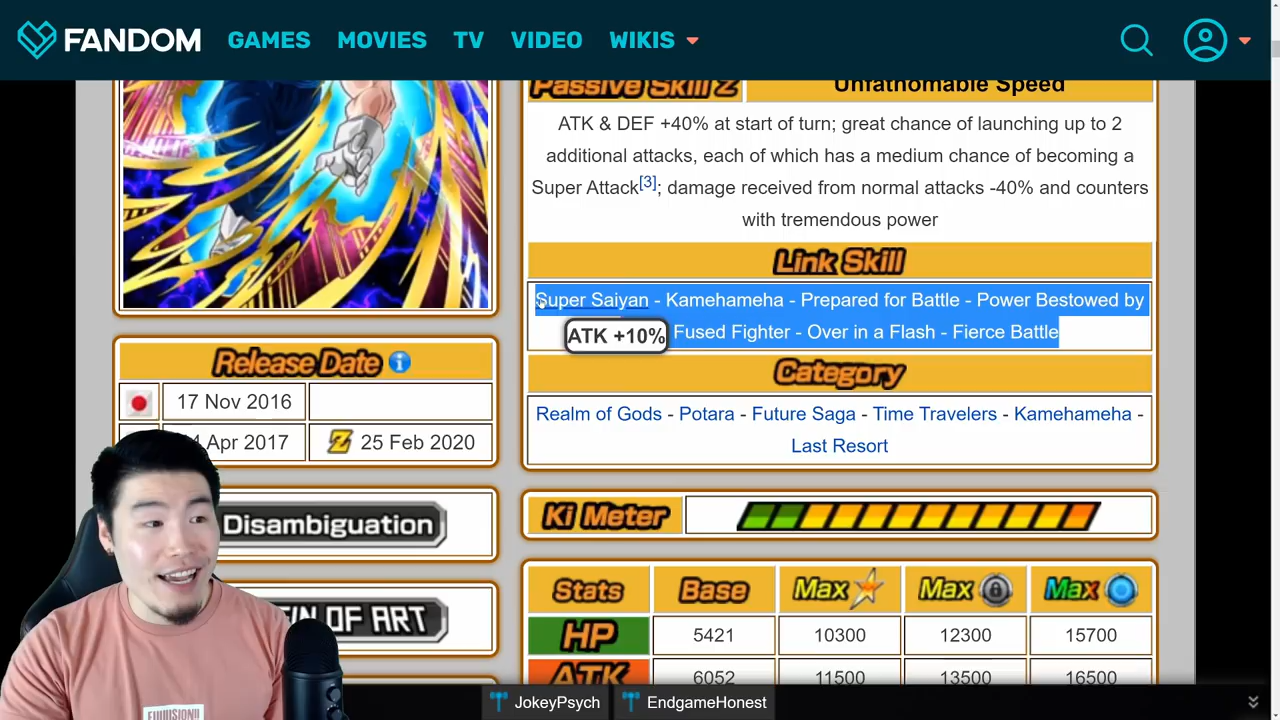 FANDOM GAMES MOVIES TV VIDEO WIKIS
Passive Skill Z Unfathomable Speed
ATK & DEF +40% at start of turn; great chance of launching up to 2
additional attacks, each of which has a medium chance of becoming a
Super Attack[3]; damage received from normal attacks -40% and counters
with tremendous power
Link Skill
Super Saiyan - Kamehameha - Prepared for Battle - Power Bestowed by
ATK +10% Fused Fighter - Over in a Flash - Fierce Battle
Category
Realm of Gods - Potara - Future Saga - Time Travelers - Kamehameha -
Last Resort
Release Date
17 Nov 2016
Apr 2017 Z 25 Feb 2020
Disambiguation
OF ART
Ki Meter
Stats Base Max Max Max
HP 5421 10300 12300 15700
ATK 6052 11500 13500 16500
JokeyPsych EndgameHonest